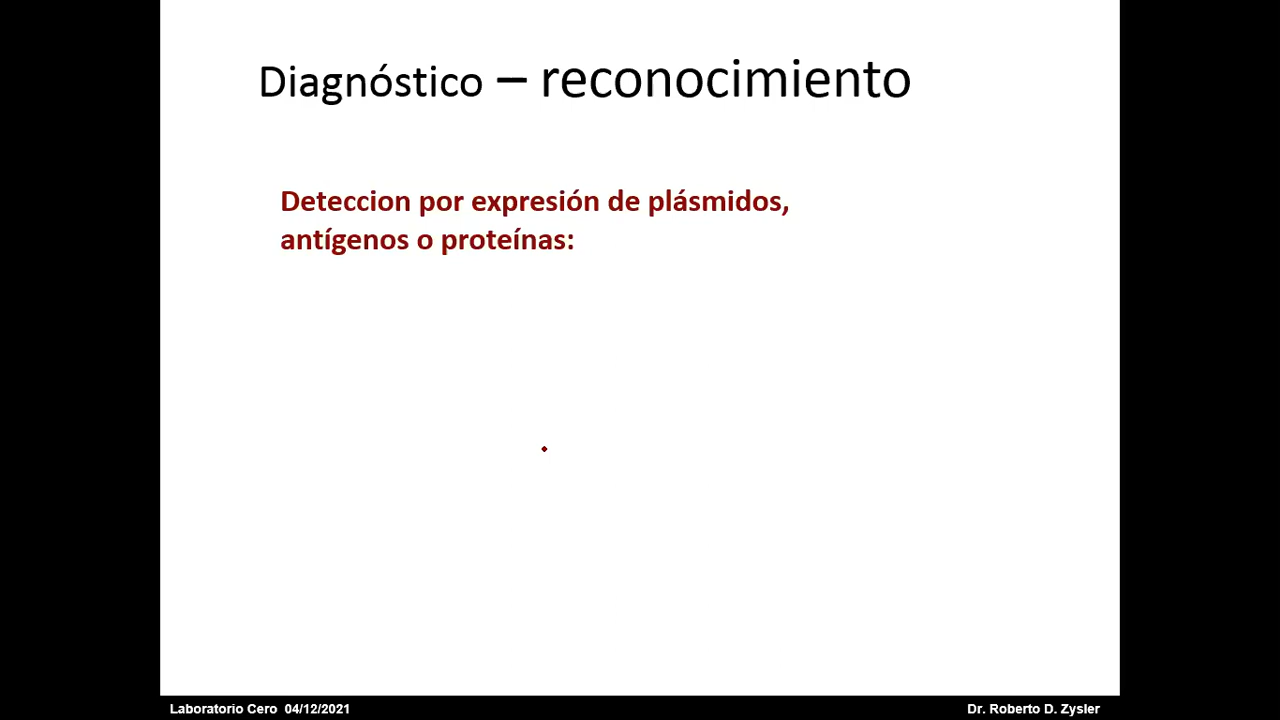 Diagnóstico – reconocimiento
Deteccion por expresión de plásmidos,
antígenos o proteínas:
Laboratorio Cero 04/12/2021
Dr. Roberto D. Zysler